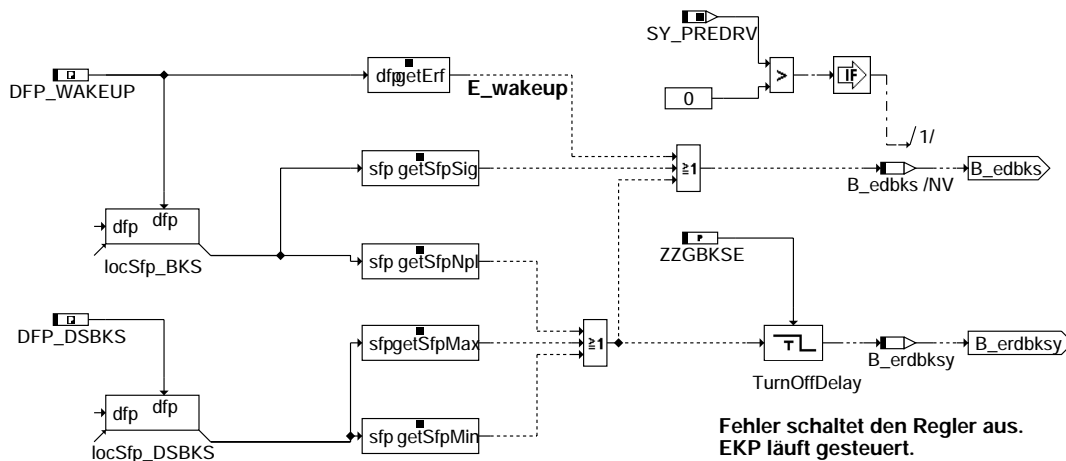 SY_PREDRV
DFP_WAKEUP
dfp getErf
E_wakeup
0
>
IF
/1/
sfp getSfpSig
≥1
B_edbks /NV
B_edbks
dfp dfp
locSfp_BKS
sfp getSfpNpl
P
ZZGBKSE
DFP_DSBKS
sfp getSfpMax
≥1
T
TurnOffDelay
B_erdbksy
B_erdbksy
dfp dfp
locSfp_DSBKS
sfp getSfpMin
Fehler schaltet den Regler aus.
EKP läuft gesteuert.